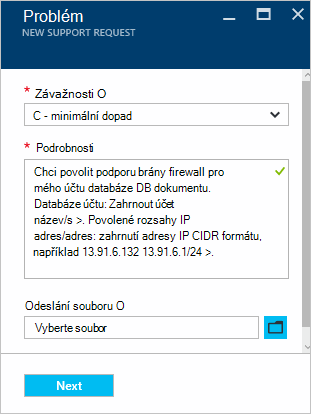 Problém
NEW SUPPORT REQUEST
* Závažnosti O
C - minimální dopad
* Podrobnosti
Chci povolit podporu brány firewall pro
mého účtu databáze DB dokumentu.
Databáze účtu: Zahrnout účet
název/s >. Povolené rozsahy IP
adres/adres: zahrnutí adresy IP CIDR formátu,
například 13.91.6.132 13.91.6.1/24 >.
Odeslání souboru O
Vyberte soubor
Next